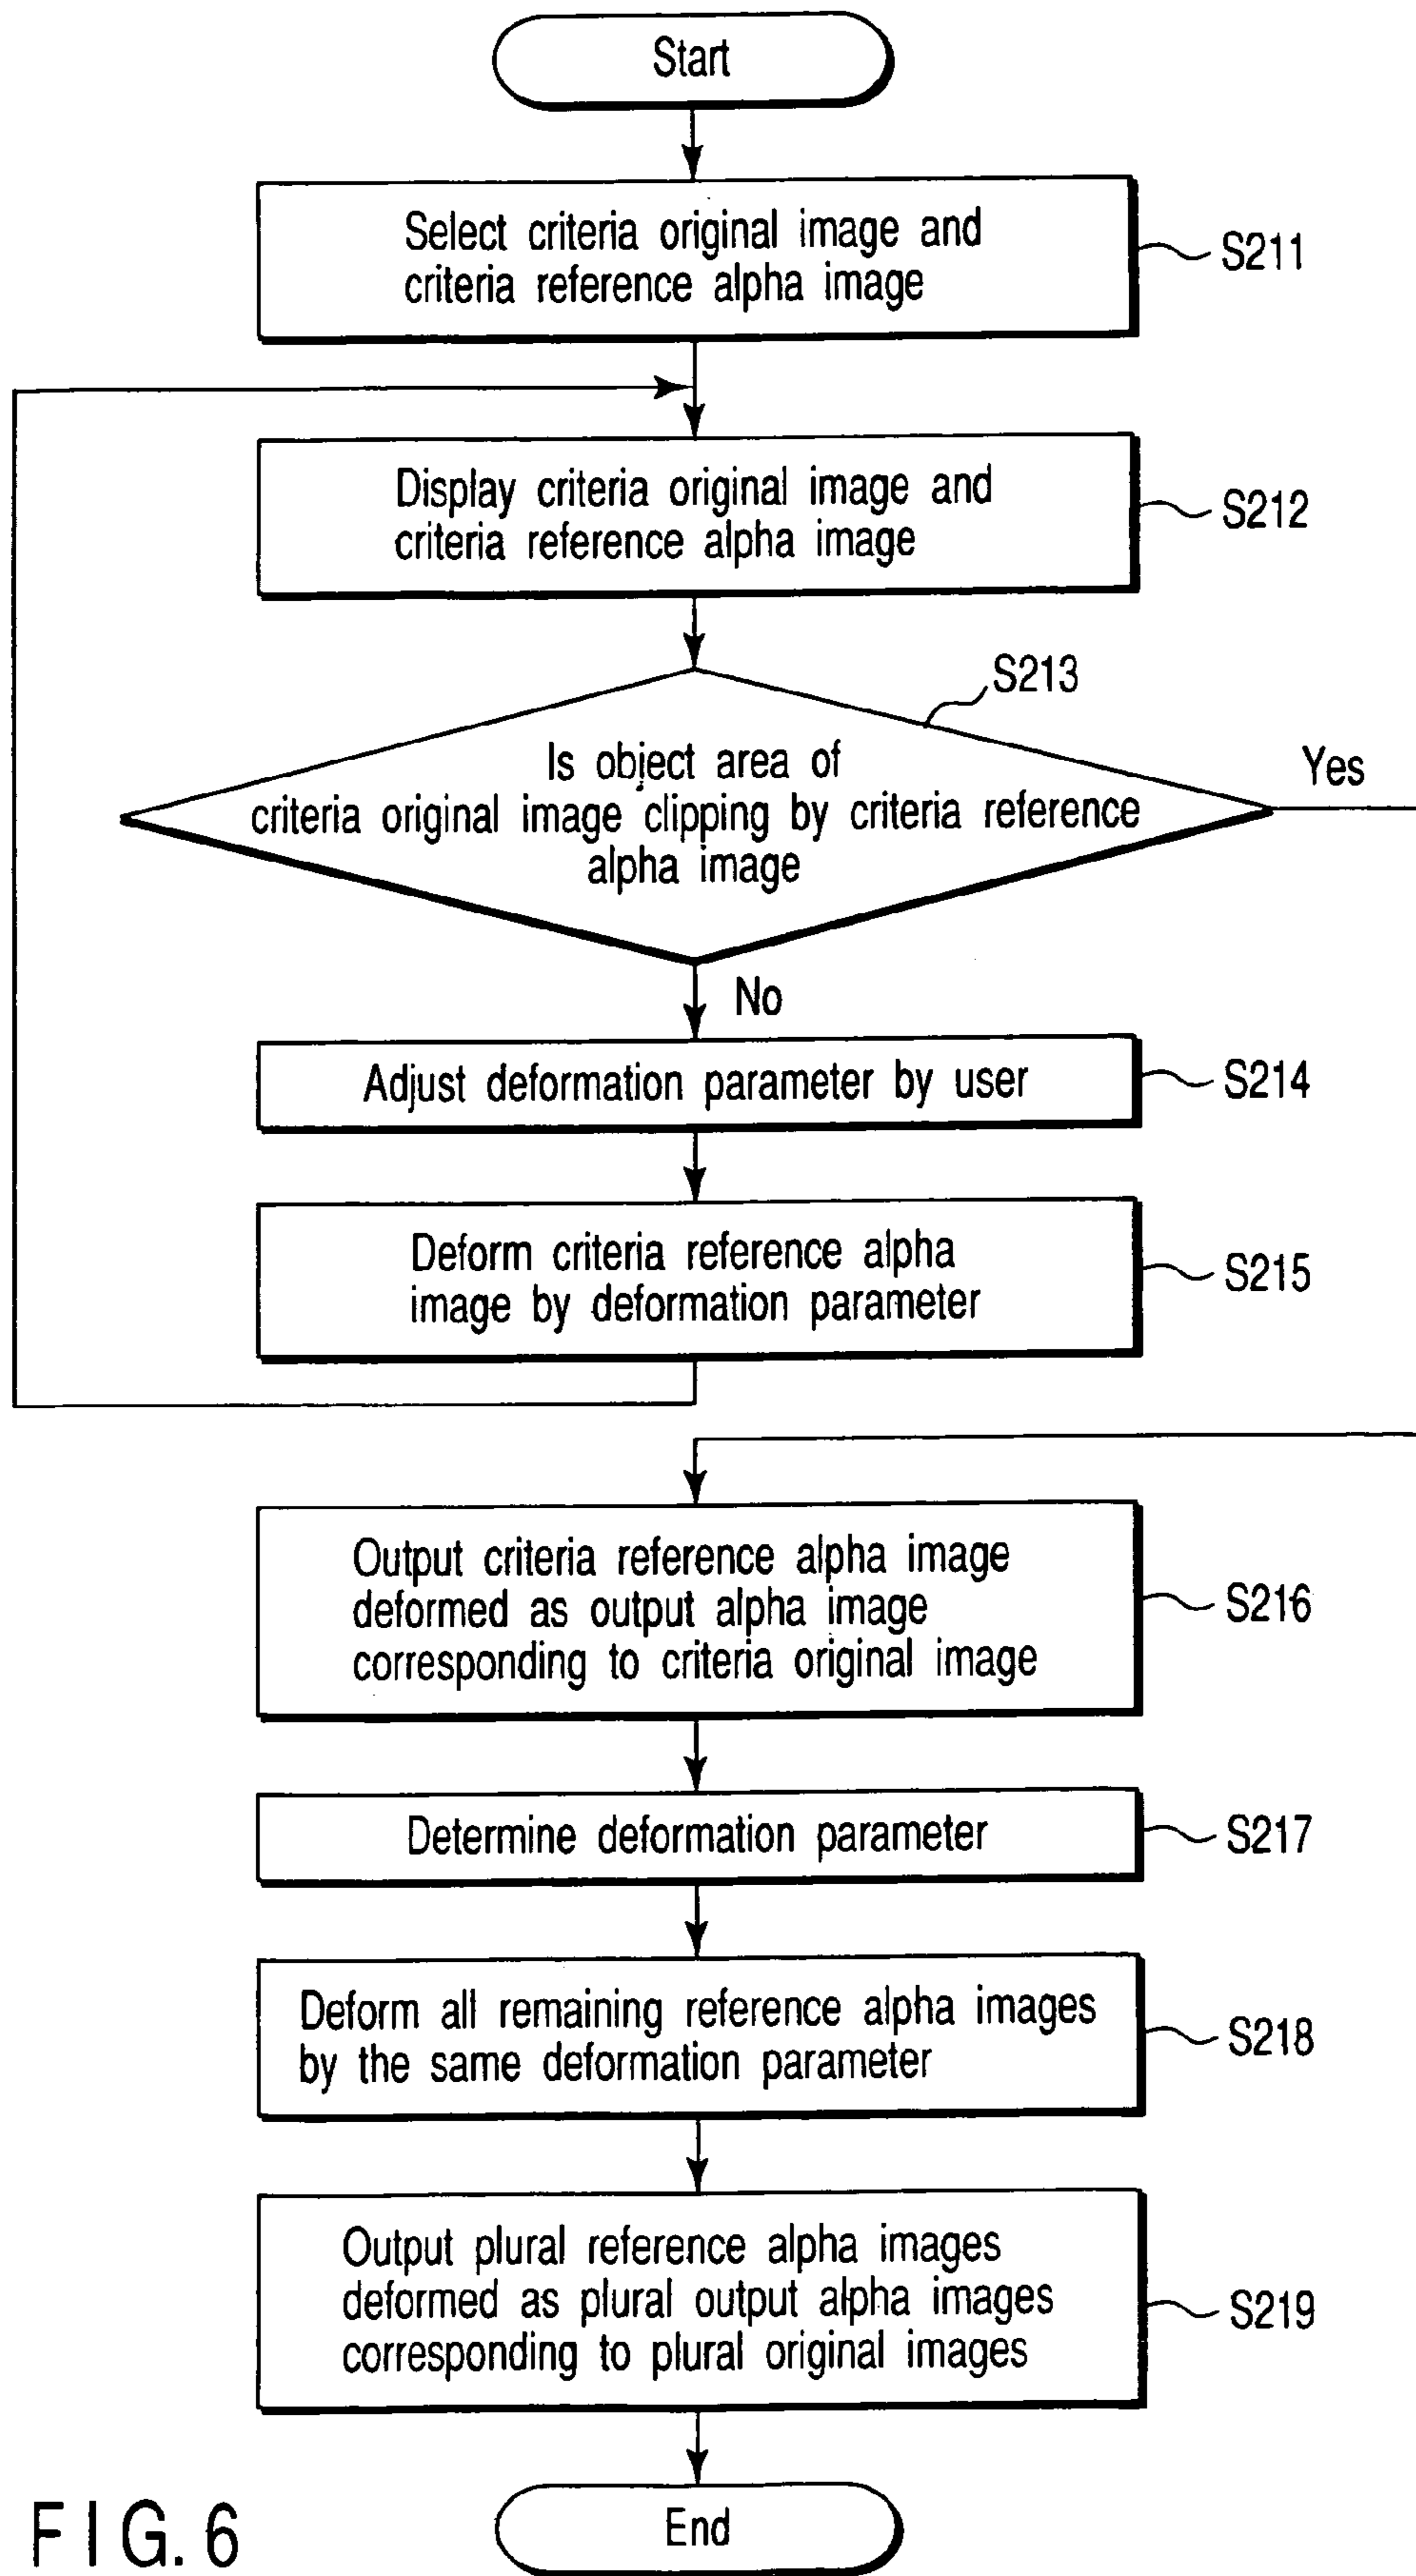 Start
Select criteria original image and
criteria reference alpha image
S211
Display criteria original image and
criteria reference alpha image
S212
S213
Is object area of
criteria original image clipping by criteria reference
alpha image
Yes
No
Adjust deformation parameter by user
S214
Deform criteria reference alpha
image by deformation parameter
S215
Output criteria reference alpha image
deformed as output alpha image
corresponding to criteria original image
S216
Determine deformation parameter
S217
Deform all remaining reference alpha images
by the same deformation parameter
S218
Output plural reference alpha images
deformed as plural output alpha images
corresponding to plural original images
S219
End
FIG. 6